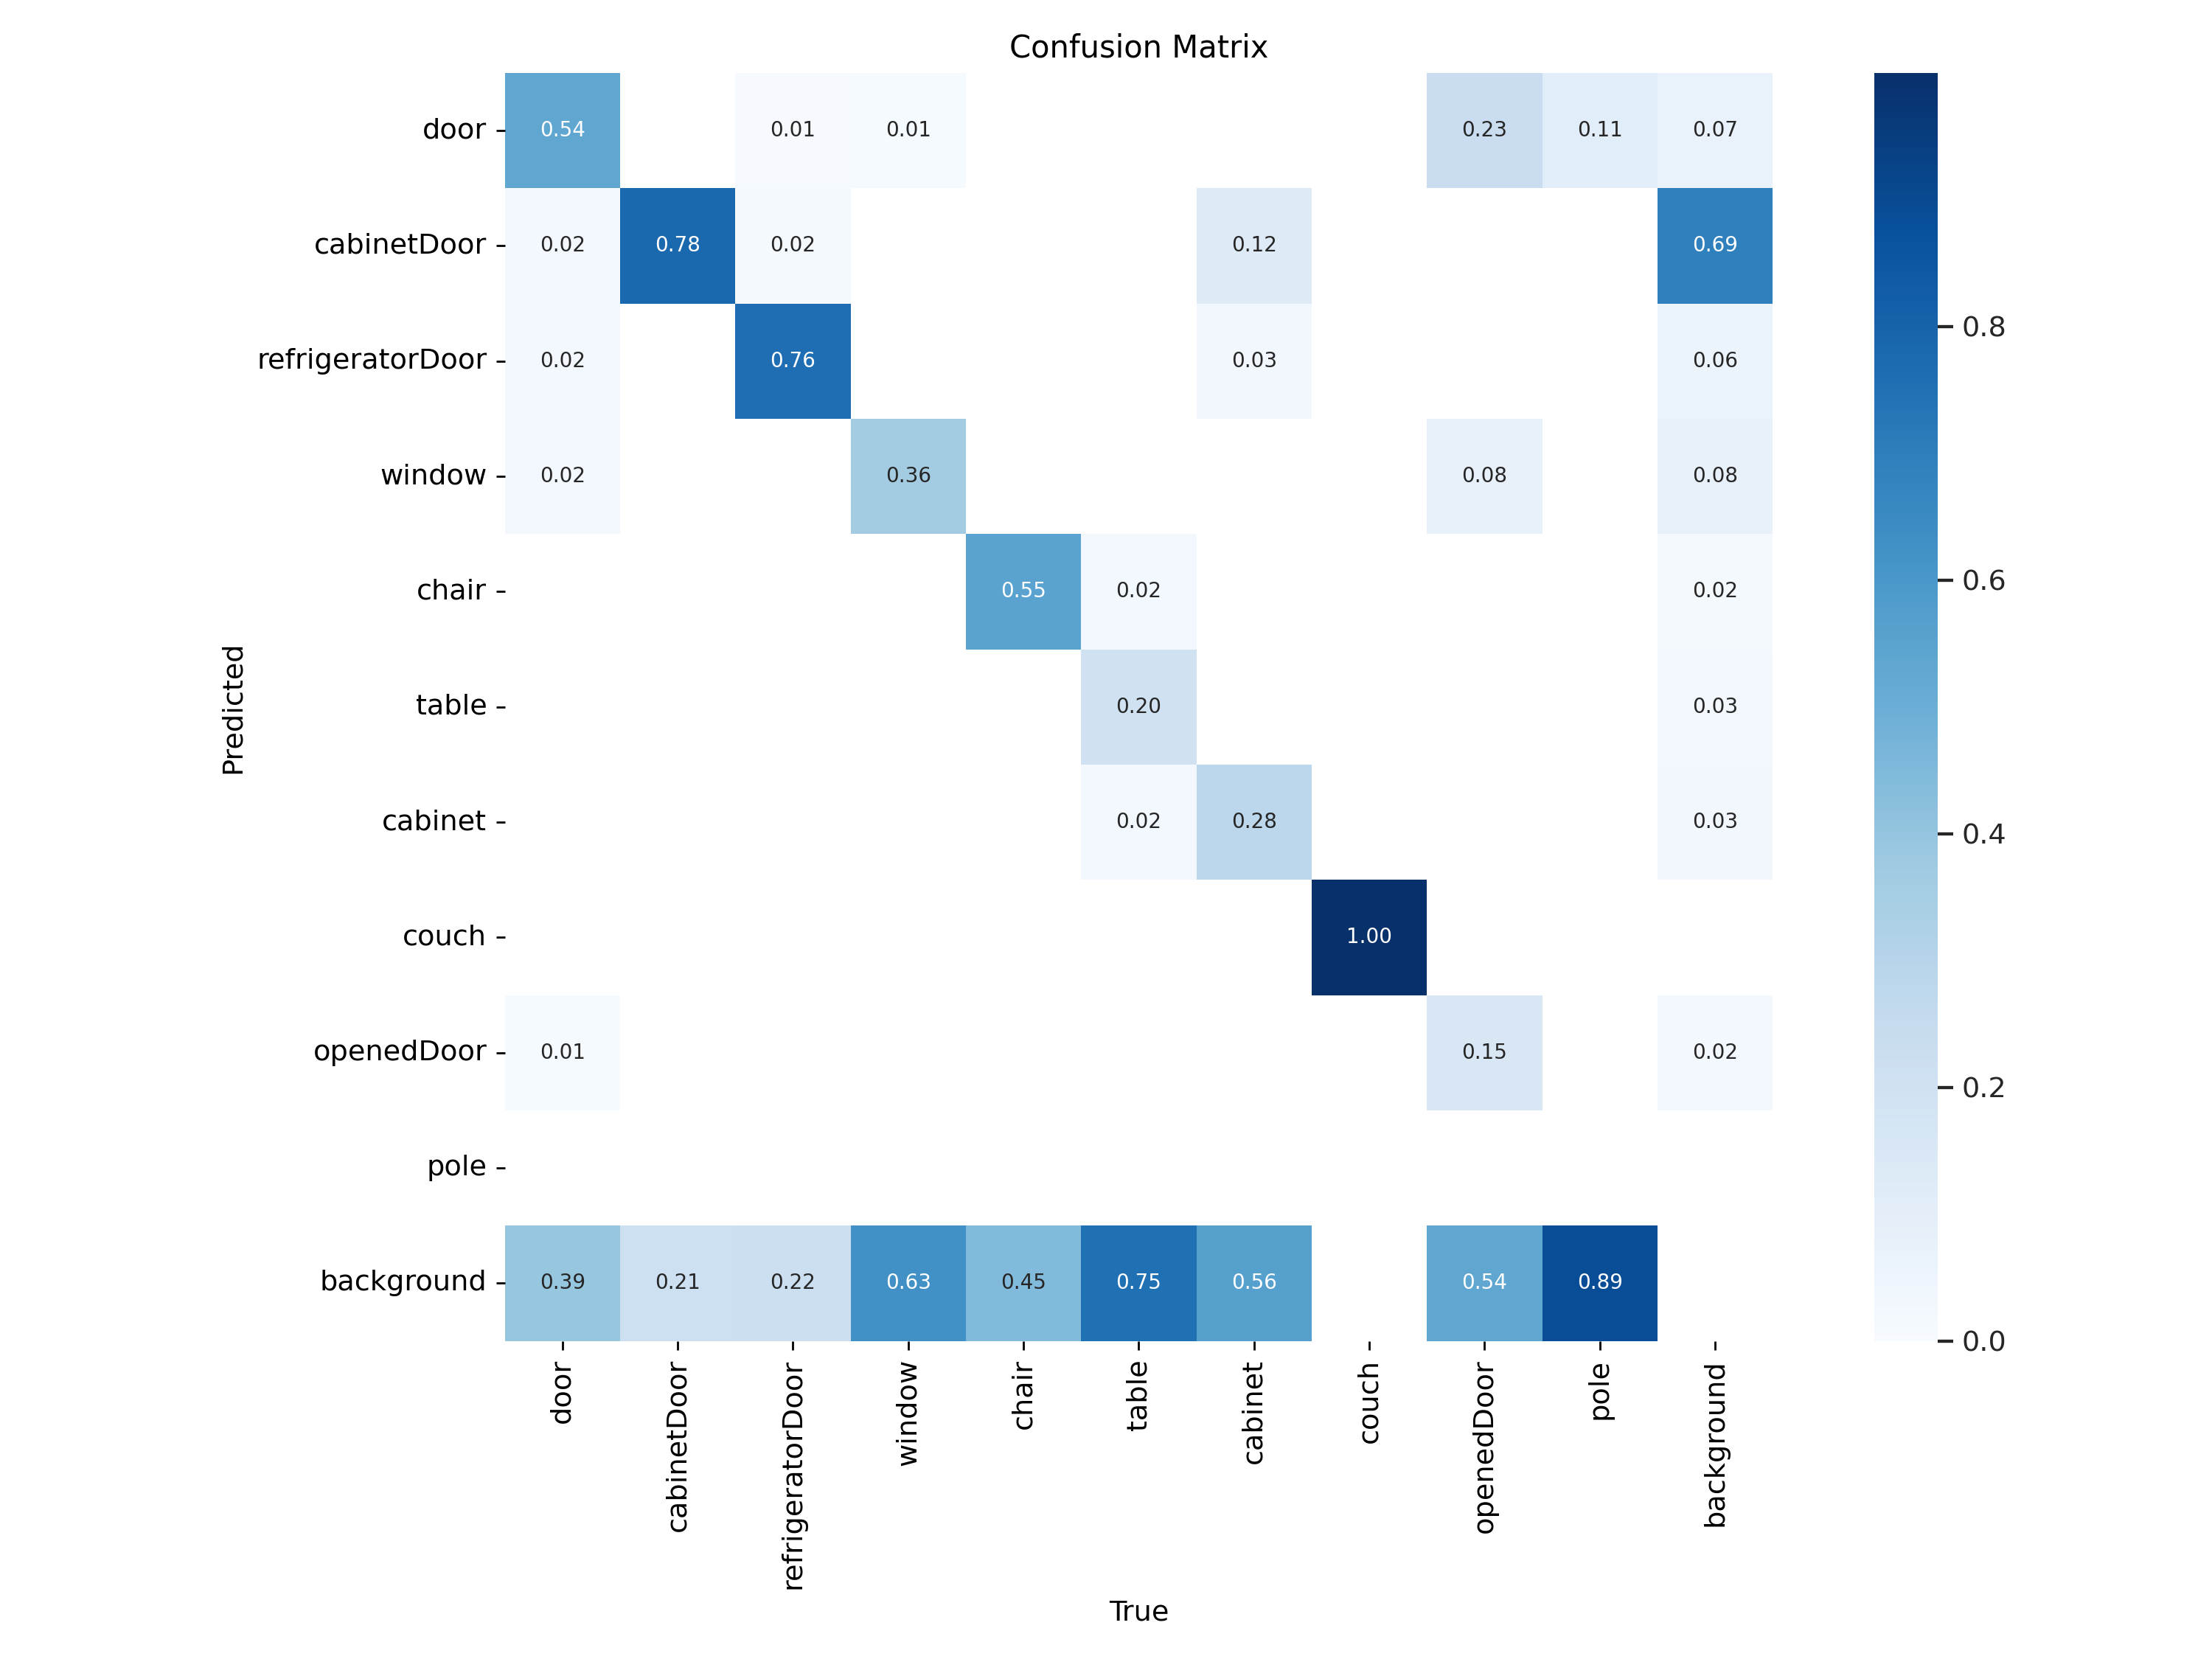 Confusion Matrix
door 0.54 0.01 0.01 0.23 0.11 0.07
cabinetDoor 0.02 0.78 0.02 0.12 0.69
refrigeratorDoor 0.02 0.76 0.03 0.06
window 0.02 0.36 0.08 0.08
chair 0.55 0.02 0.02
table 0.20 0.03
cabinet 0.02 0.28 0.03
couch 1.00
openedDoor 0.01 0.15 0.02
pole
background 0.39 0.21 0.22 0.63 0.45 0.75 0.56 0.54 0.89
Predicted
door cabinetDoor refrigeratorDoor window chair table cabinet couch openedDoor pole background
True
0.8
0.6
0.4
0.2
0.0